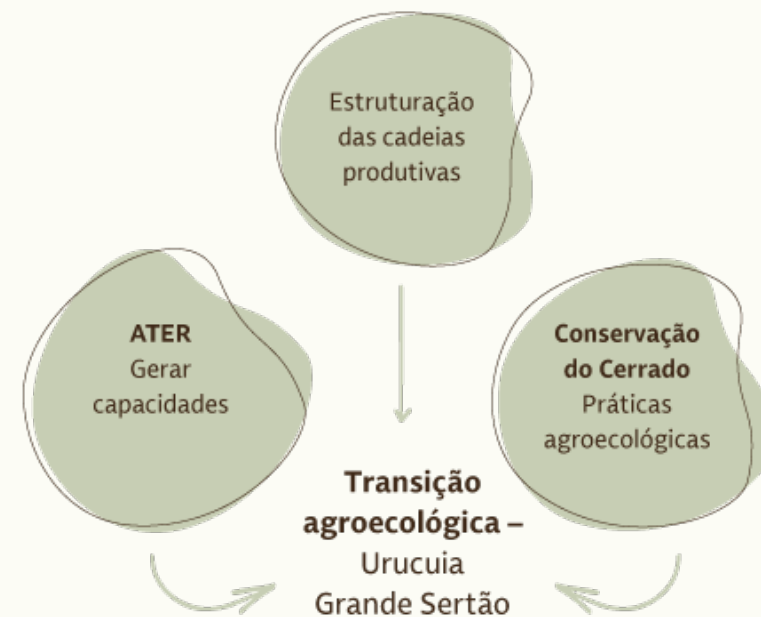 Estruturação
das cadeias
produtivas
ATER
Gerar
capacidades
Conservação
do Cerrado
Práticas
agroecológicas
Transição
agroecológica –
Urucuia
Grande Sertão